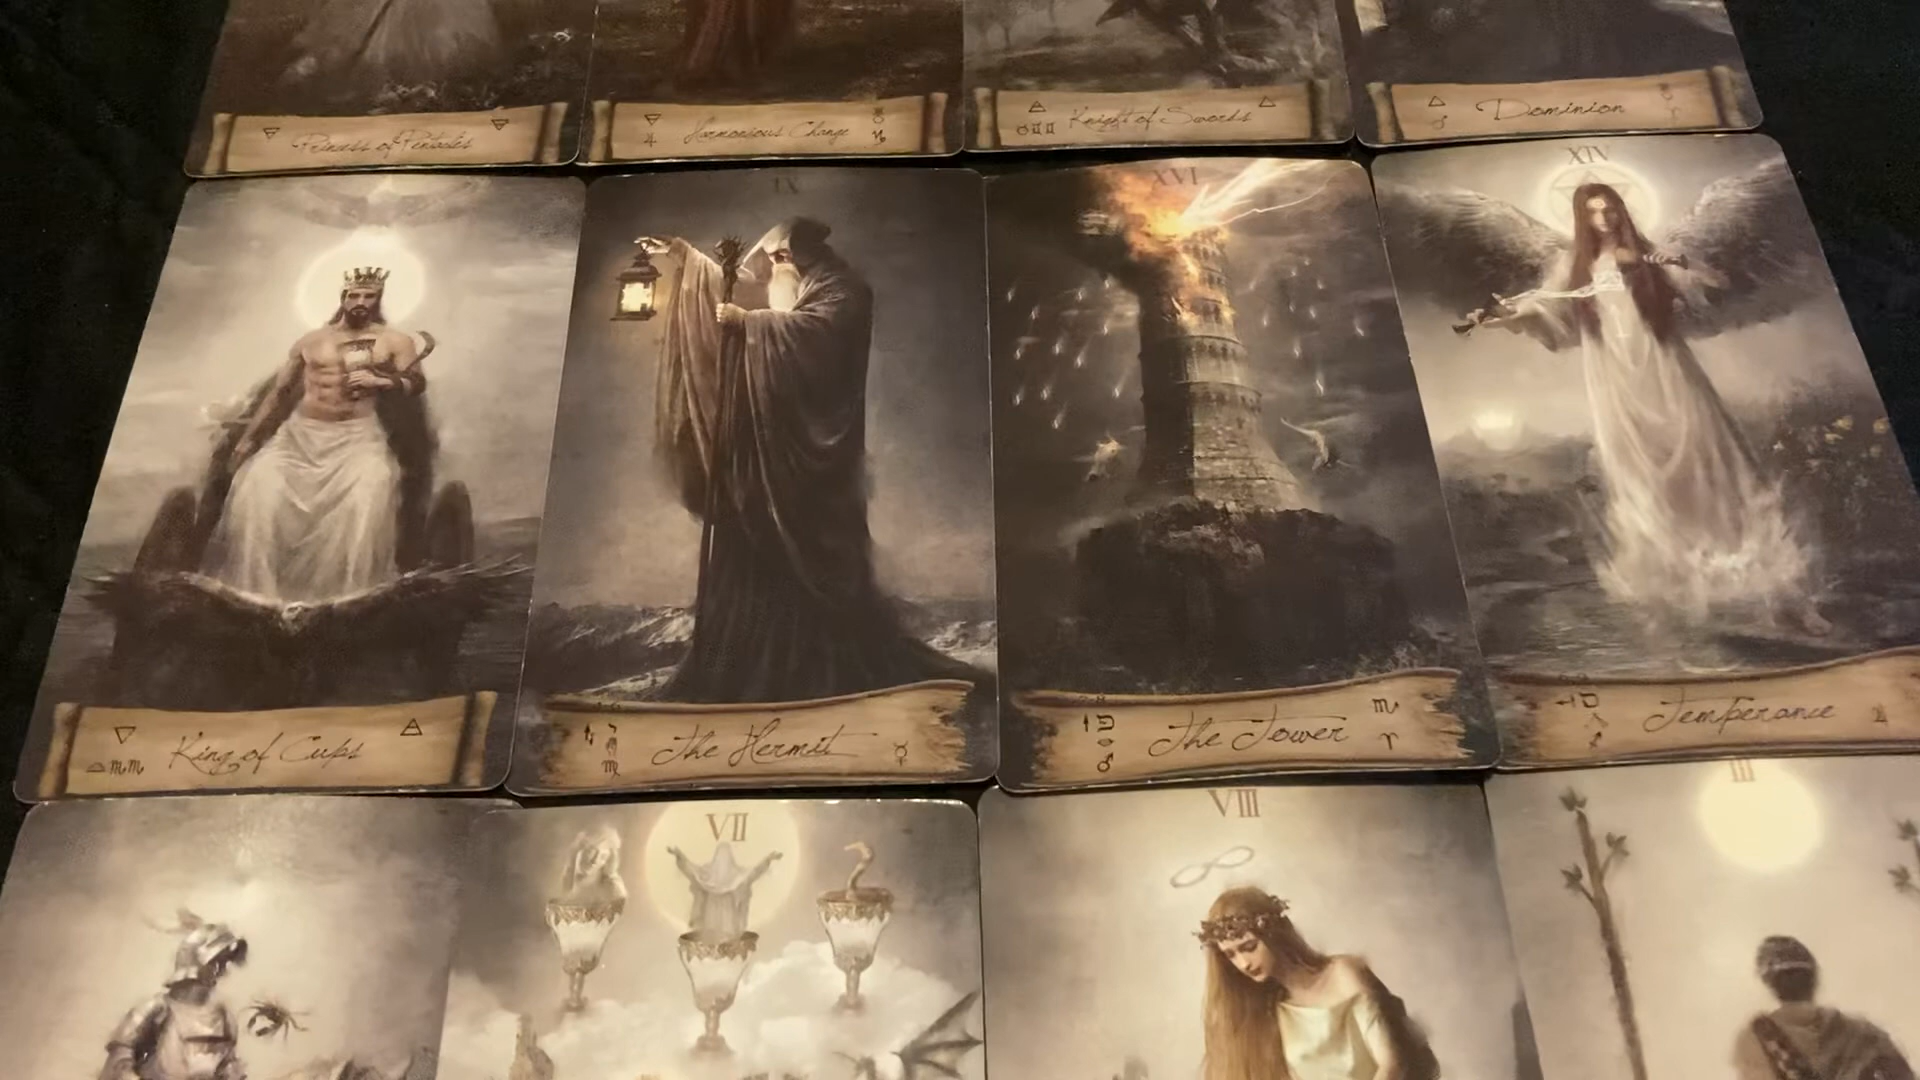 Princess of Pentacles
Harmonious Change
Knight of Swords
Dominion
IX
XVI
XIV
King of Cups
The Hermit
The Tower
Temperance
VII
VIII
III